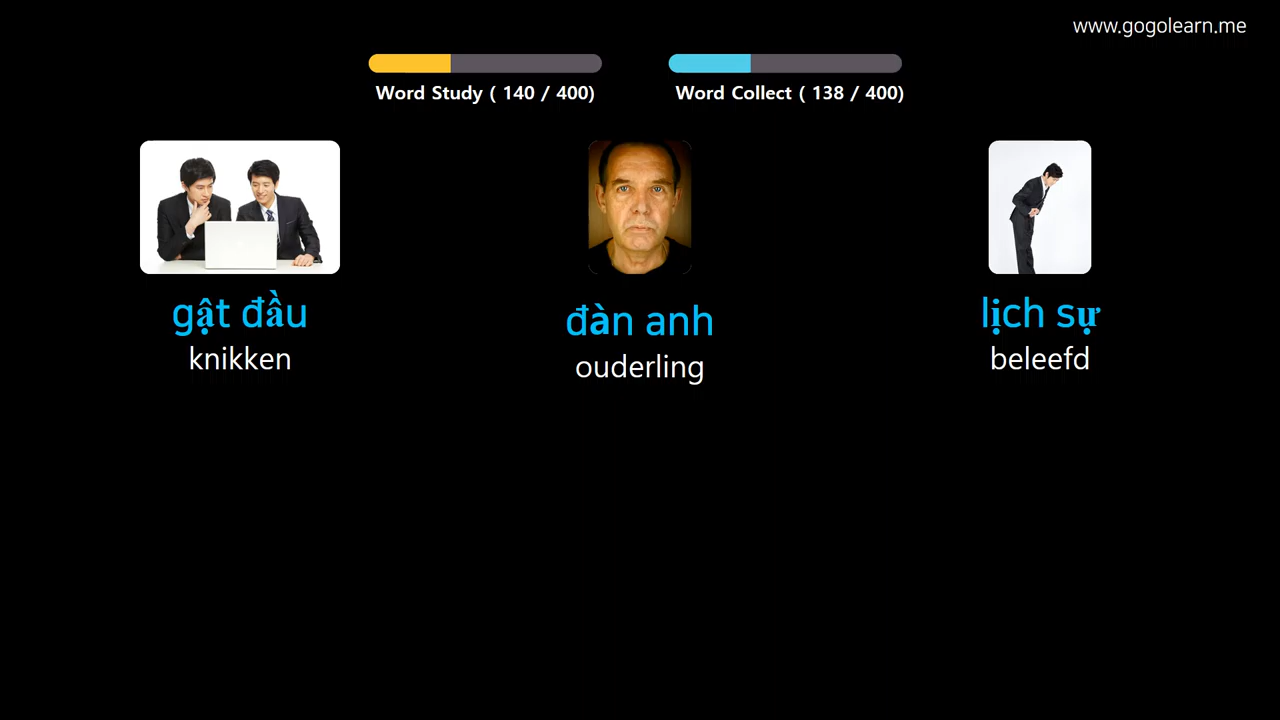 www.gogolearn.me
Word Study ( 140 / 400)
Word Collect ( 138 / 400)
gật đầu
knikken
đàn anh
ouderling
lịch sự
beleefd